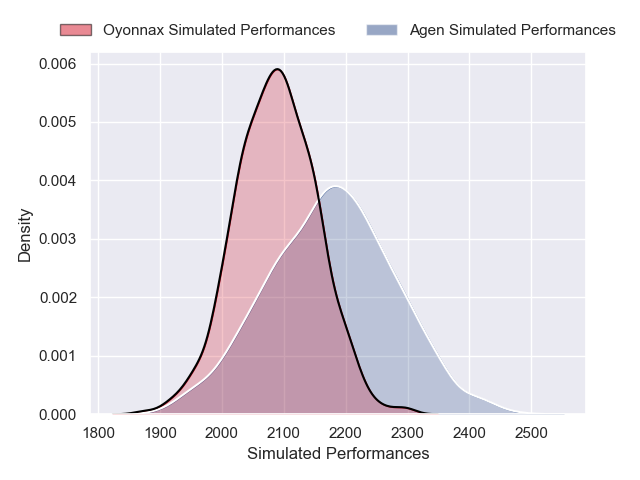 Oyonnax Simulated Performances
Agen Simulated Performances
0.006
0.005
0.004
0.003
0.002
0.001
0.000
Density
1800 1900 2000 2100 2200 2300 2400 2500
Simulated Performances